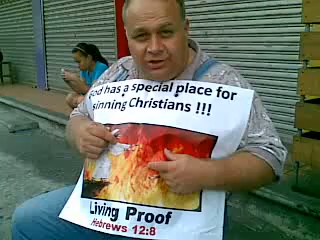 God has a special place for
sinning Christians !!!
Living Proof
Hebrews 12:8